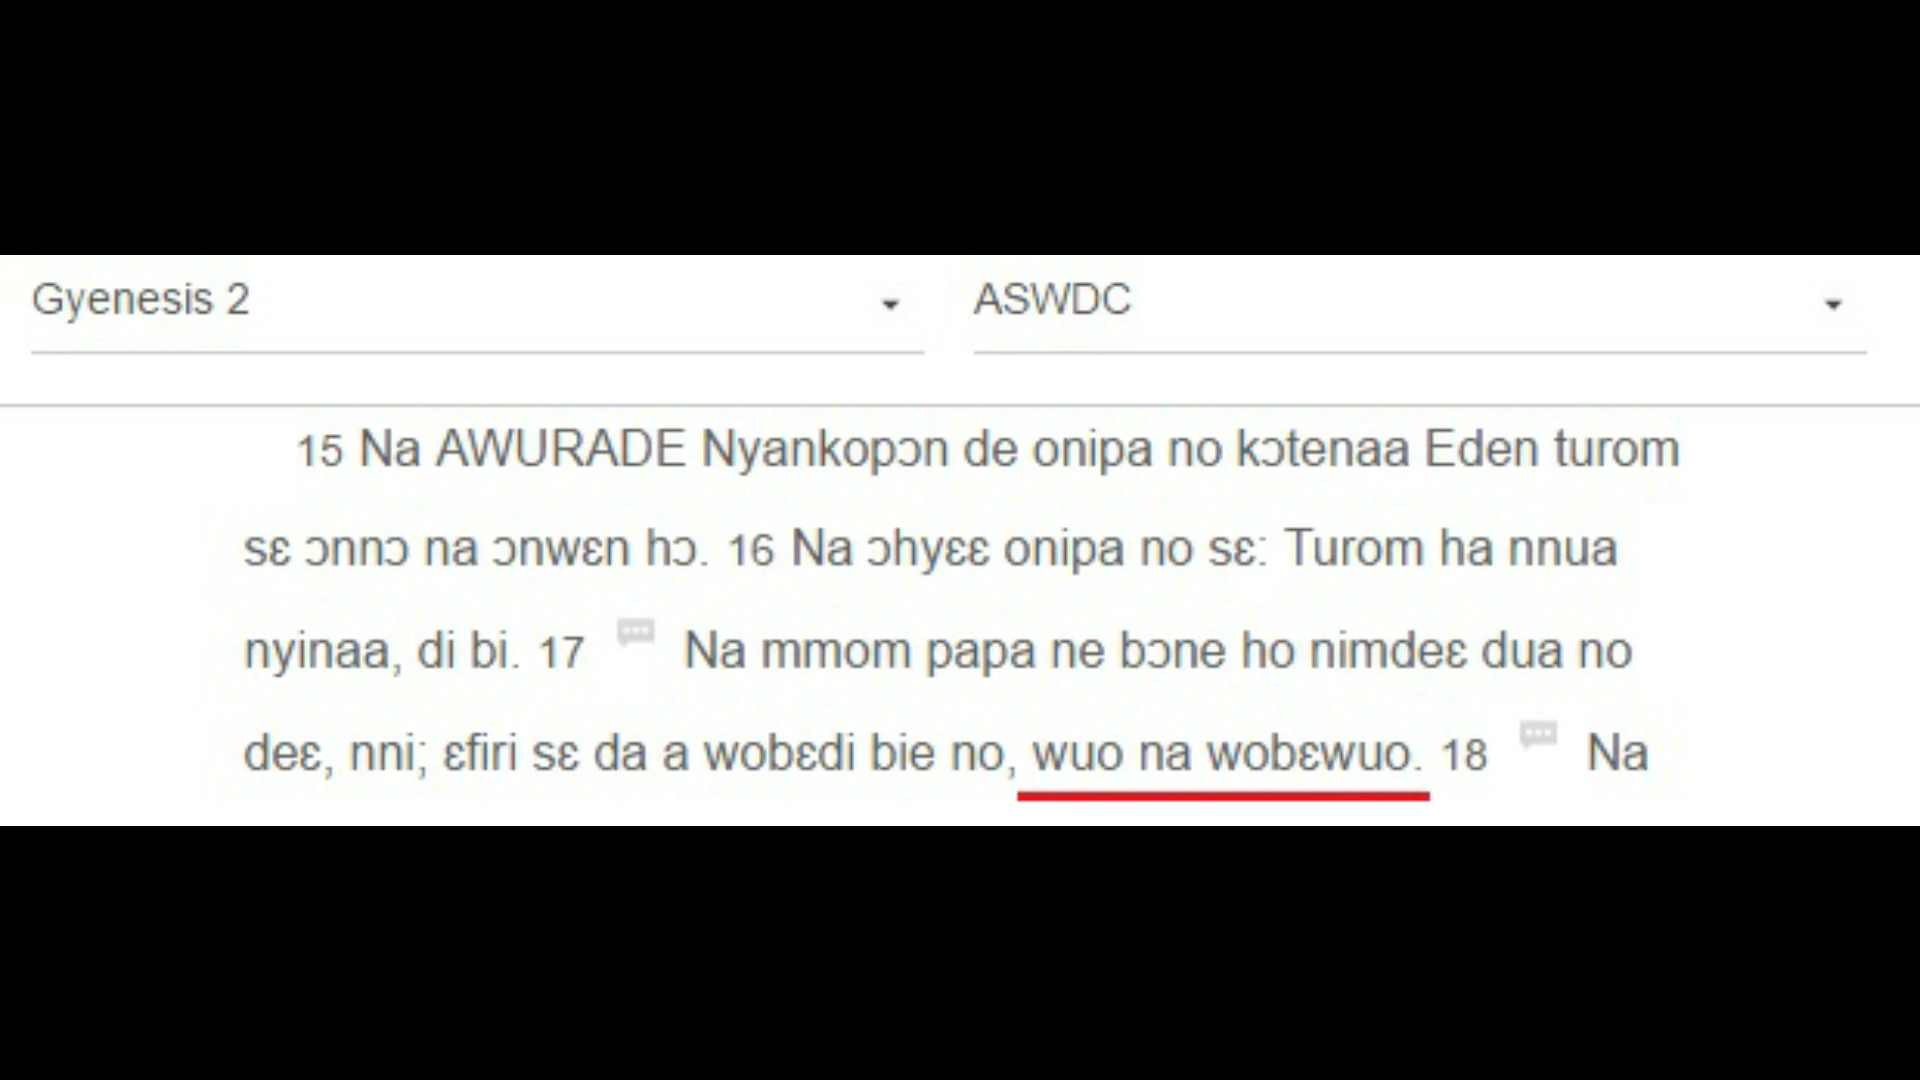 Gyenesis 2
ASWDC
15 Na AWURADE Nyankopɔn de onipa no kɔtenaa Eden turom
sɛ ɔnnɔ na ɔnwɛn hɔ. 16 Na ɔhyɛɛ onipa no sɛ: Turom ha nnua
nyinaa, di bi. 17 Na mmom papa ne bɔne ho nimdeɛ dua no
deɛ, nni; ɛfiri sɛ da a wobɛdi bie no, wuo na wobɛwuo. 18 Na